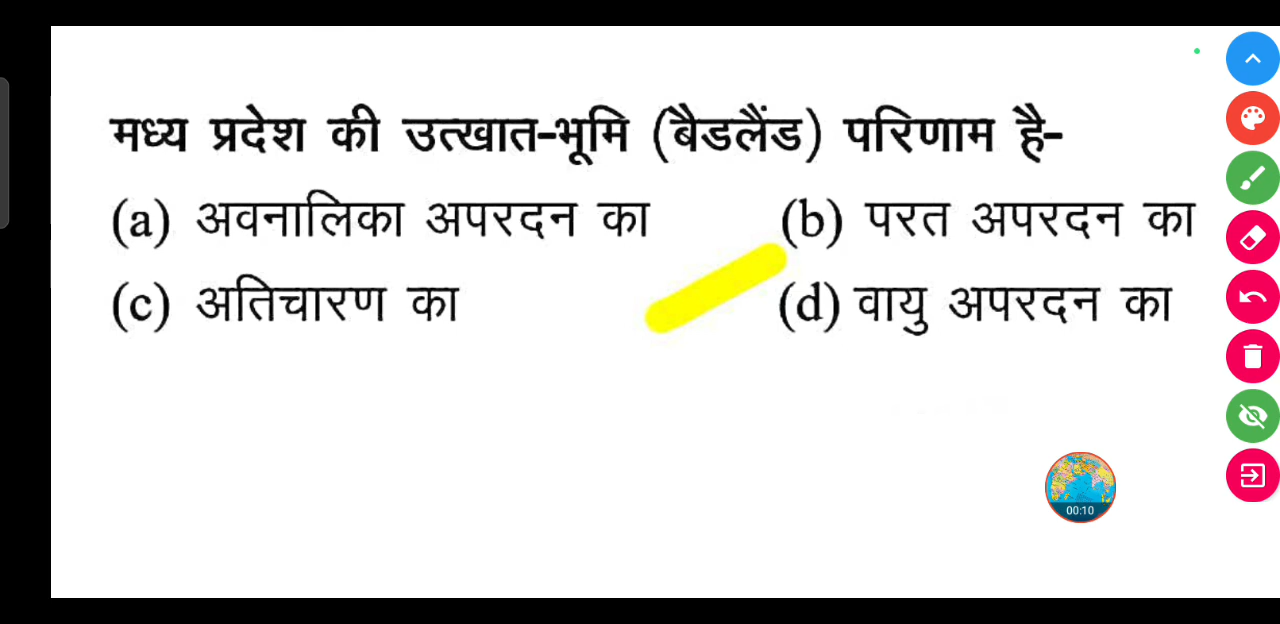 मध्य प्रदेश की उत्खात-भूमि (बैडलैंड) परिणाम है-
(a) अवनालिका अपरदन का (b) परत अपरदन का
(c) अतिचारण का (d) वायु अपरदन का
00:10